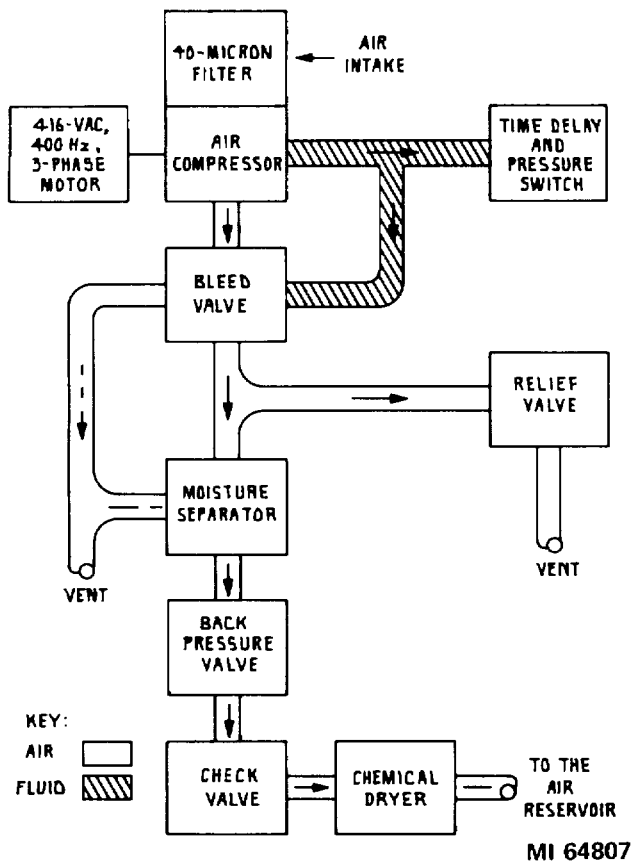 40-MICRON
FILTER
AIR
INTAKE
416-VAC,
400 Hz,
3-PHASE
MOTOR
AIR
COMPRESSOR
TIME DELAY
AND
PRESSURE
SWITCH
BLEED
VALVE
RELIEF
VALVE
MOISTURE
SEPARATOR
VENT
VENT
BACK
PRESSURE
VALVE
KEY:
AIR
FLUID
CHECK
VALVE
CHEMICAL
DRYER
TO THE
AIR
RESERVOIR
MI 64807